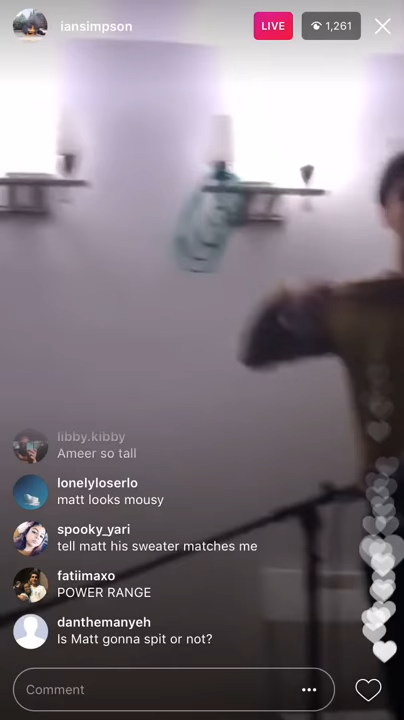 iansimpson
LIVE
1,261
libby.kibby
Ameer so tall
lonelyloserlo
matt looks mousy
spooky_yari
tell matt his sweater matches me
fatiimaxo
POWER RANGE
danthemanyeh
Is Matt gonna spit or not?
Comment